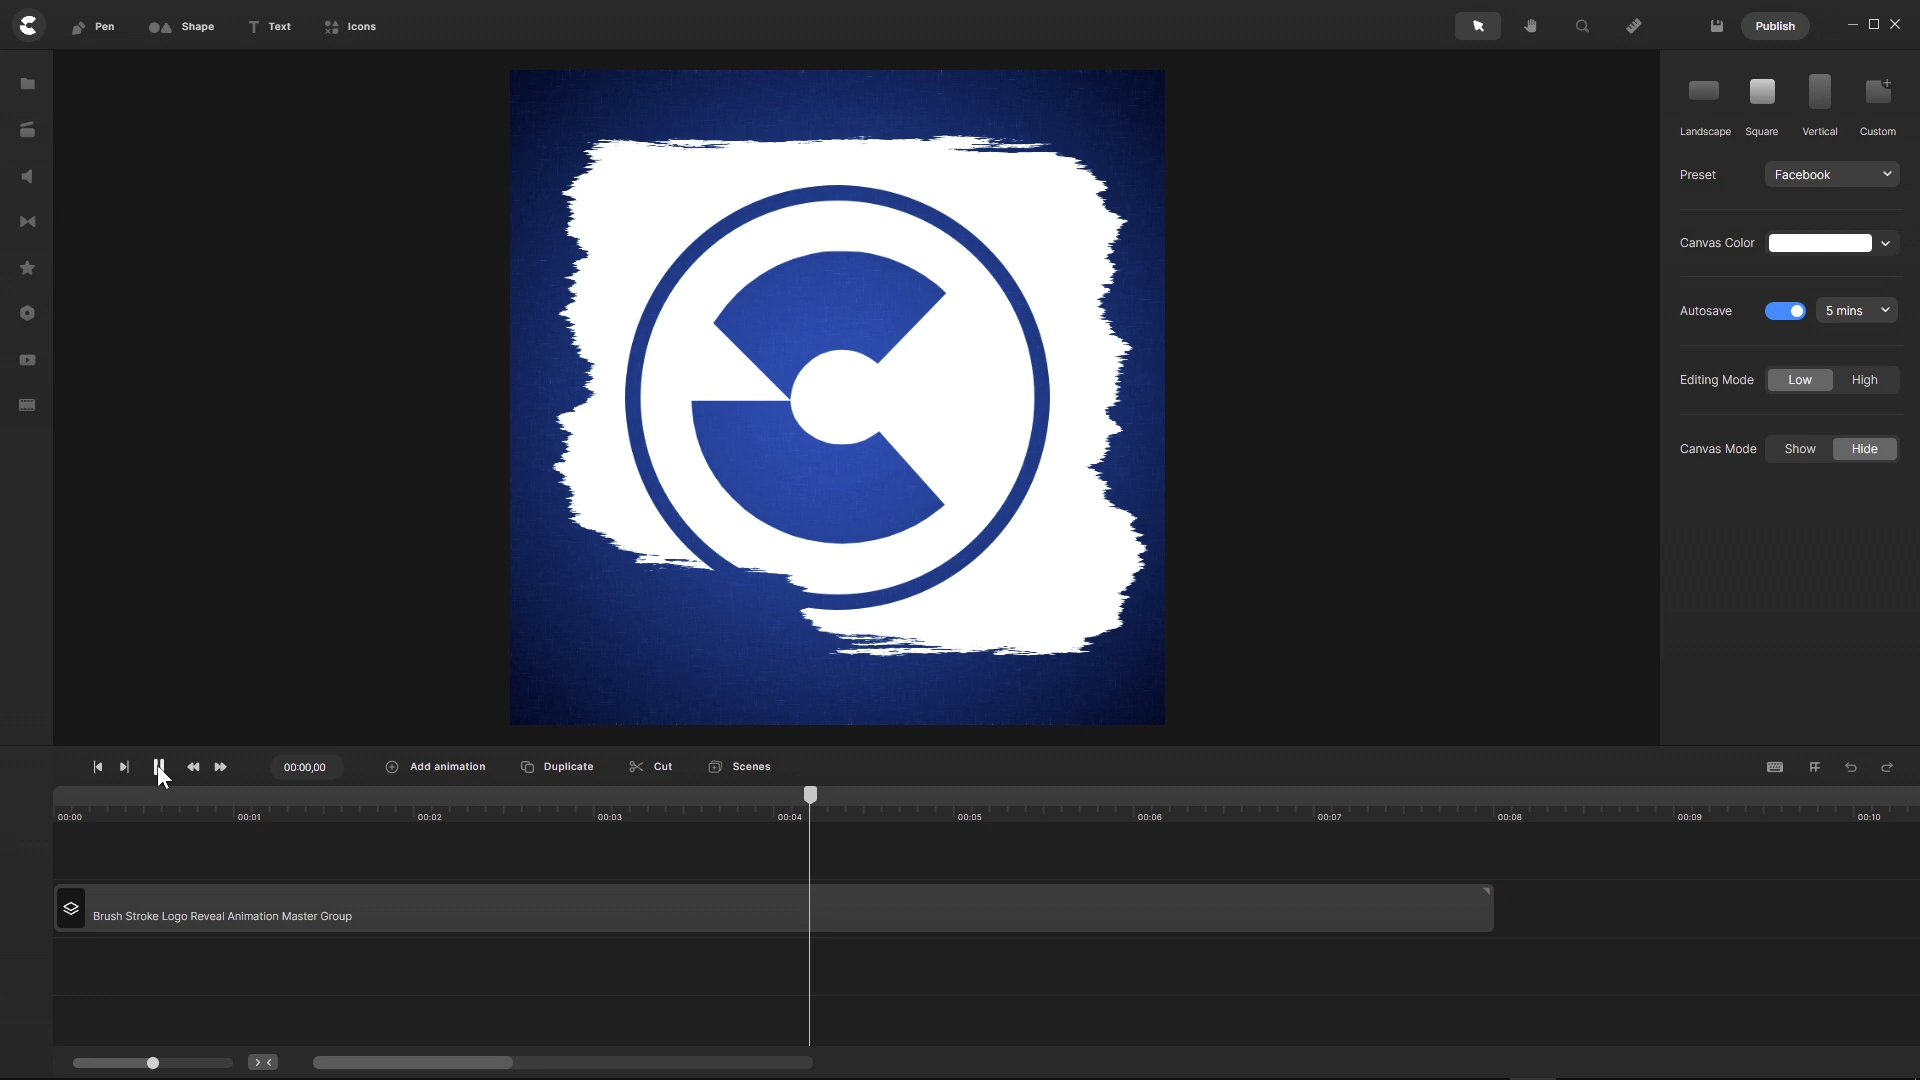 Pen Shape Text Icons Publish
Landscape Square Vertical Custom
Preset Facebook
Canvas Color
Autosave 5 mins
Editing Mode Low High
Canvas Mode Show Hide
00:00,00 Add animation Duplicate Cut Scenes
00:00 00:01 00:02 00:03 00:04 00:05 00:06 00:07 00:08 00:09 00:10
Brush Stroke Logo Reveal Animation Master Group